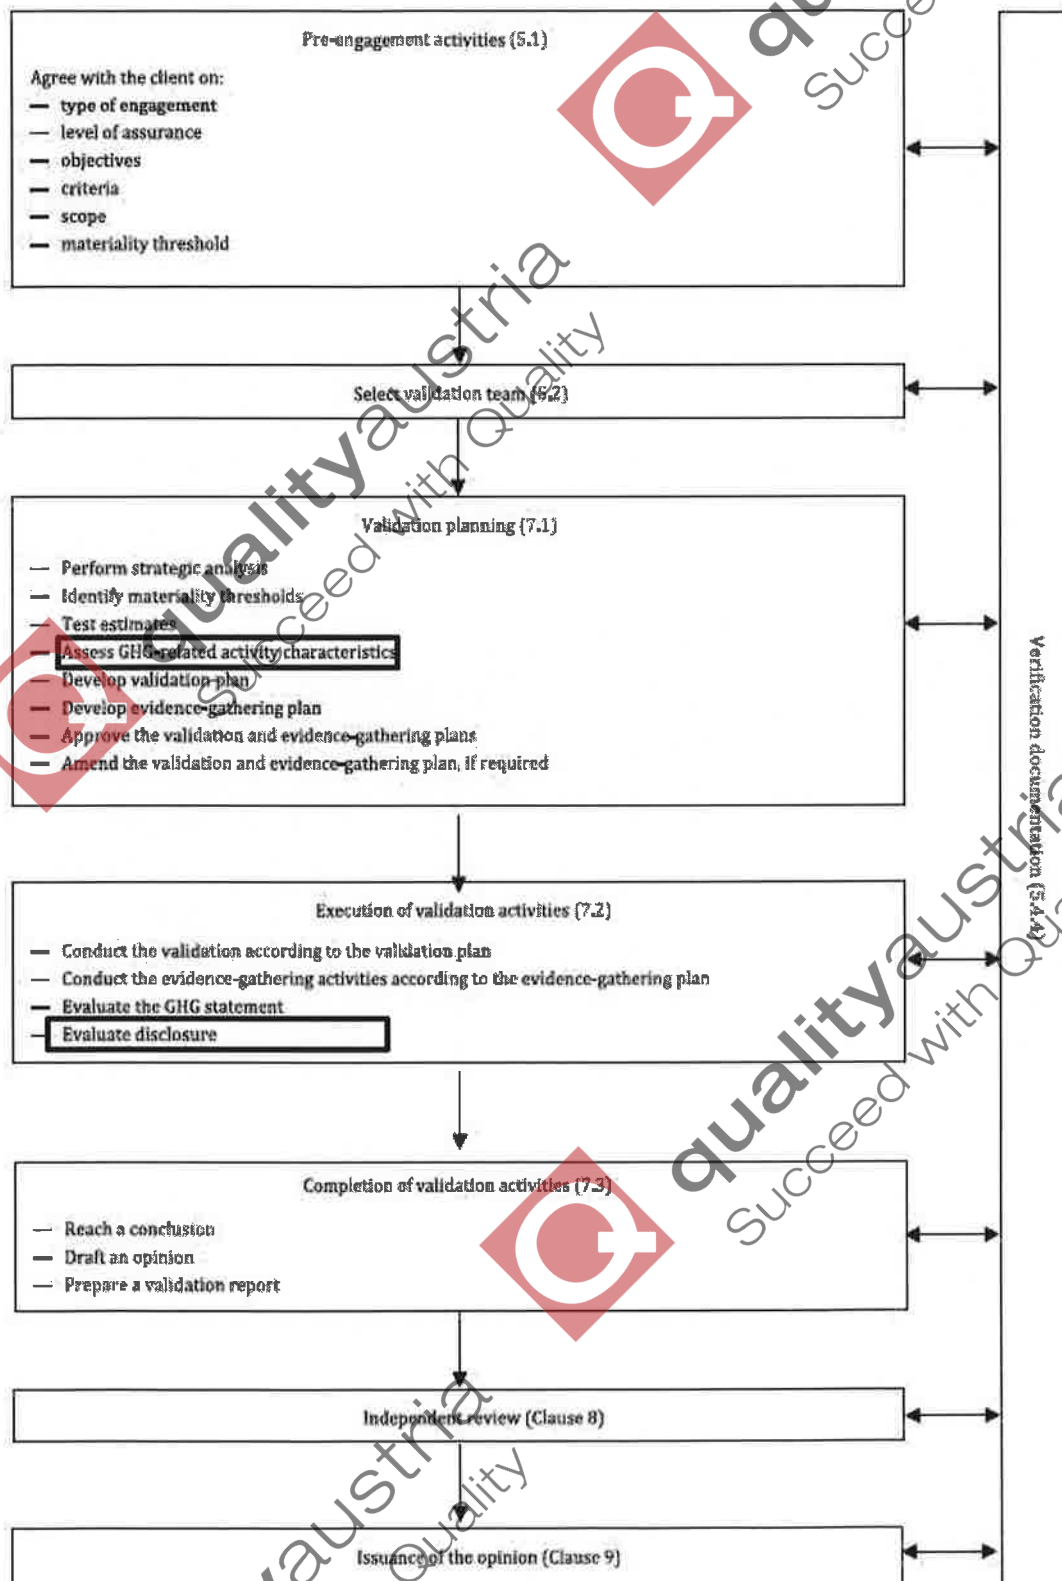 Pre-engagement activities (5.1)
Agree with the client on:
— type of engagement
— level of assurance
— objectives
— criteria
— scope
— materiality threshold
Select validation team (5.2)
Validation planning (7.1)
— Perform strategic analysis
— Identify materiality thresholds
— Test estimates
— Assess GHG-related activity characteristics
— Develop validation plan
— Develop evidence-gathering plan
— Approve the validation and evidence-gathering plans
— Amend the validation and evidence-gathering plan, if required
Execution of validation activities (7.2)
— Conduct the validation according to the validation plan
— Conduct the evidence-gathering activities according to the evidence-gathering plan
— Evaluate the GHG statement
— Evaluate disclosure
Completion of validation activities (7.3)
— Reach a conclusion
— Draft an opinion
— Prepare a validation report
Independent review (Clause 8)
Issuance of the opinion (Clause 9)
Verification documentation (5.4.4)
qualityaustria
Succeed with Quality
qualityaustria
Succeed with